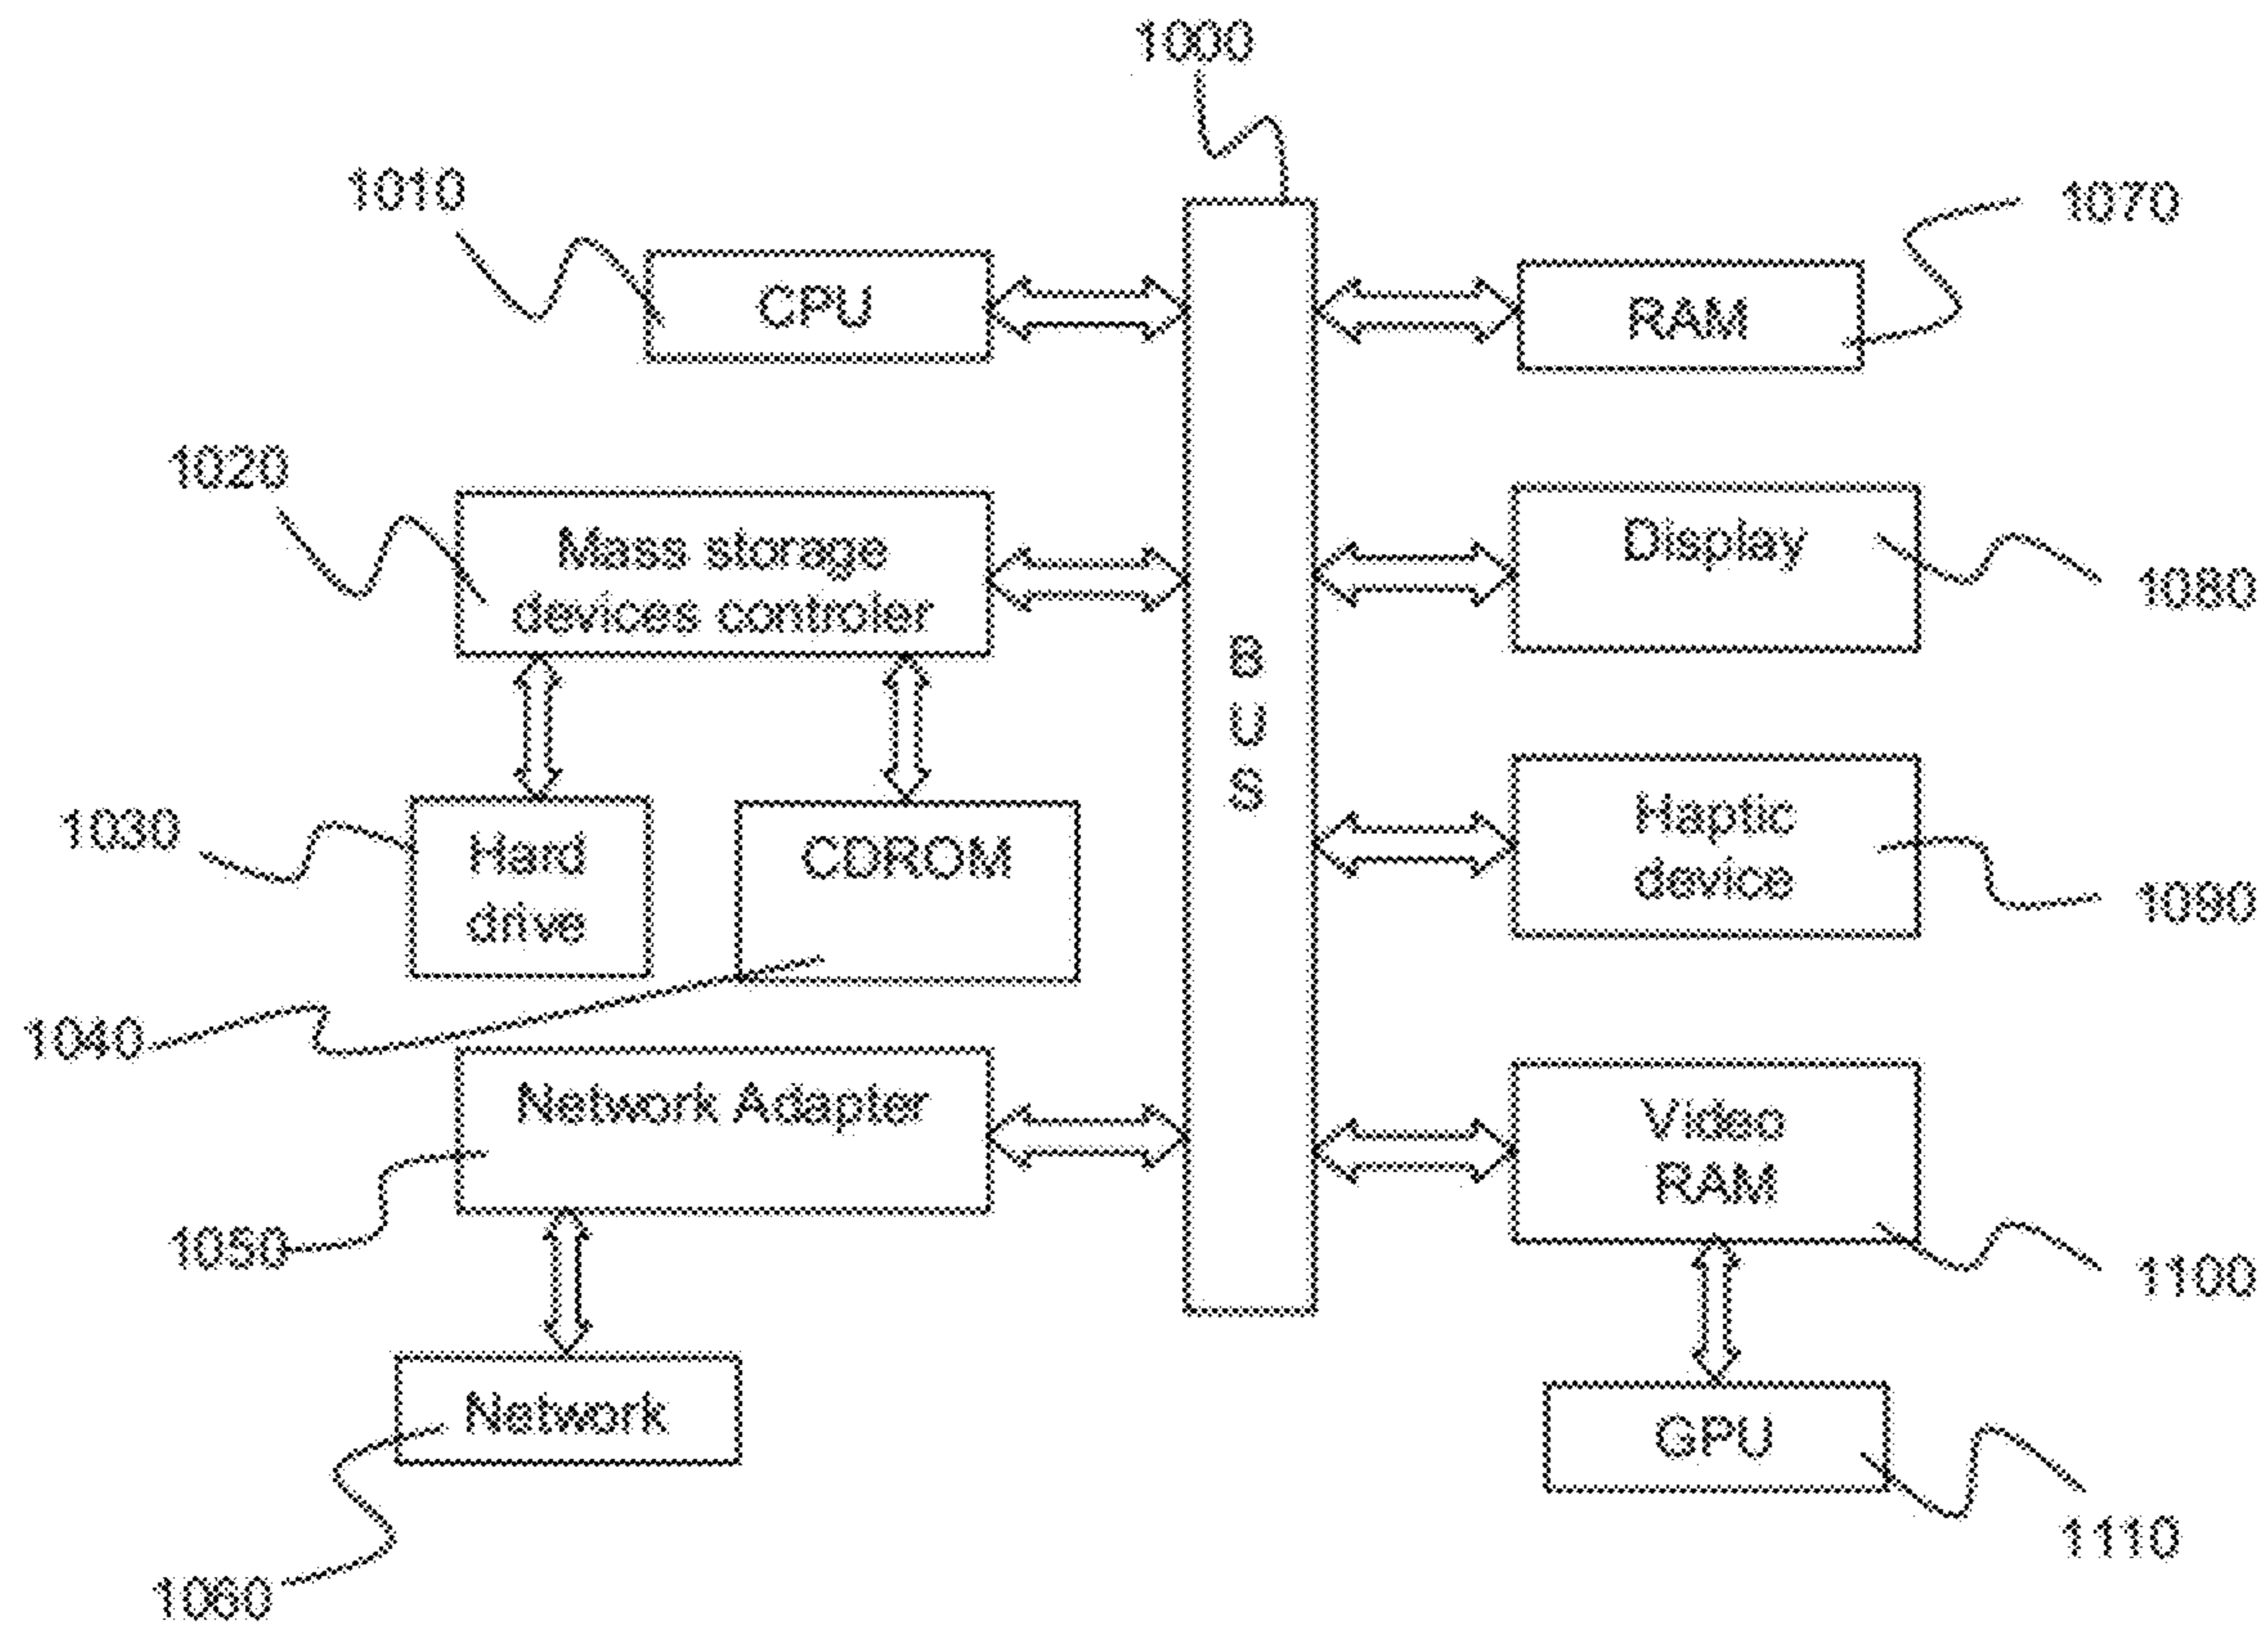 1000
1010
1070
CPU
RAM
1020
Mass storage
devices controler
Display
1080
B
U
S
1030
Hard
drive
CDROM
Haptic
device
1090
1040
Network Adapter
Video
RAM
1050
1100
Network
GPU
1110
1060